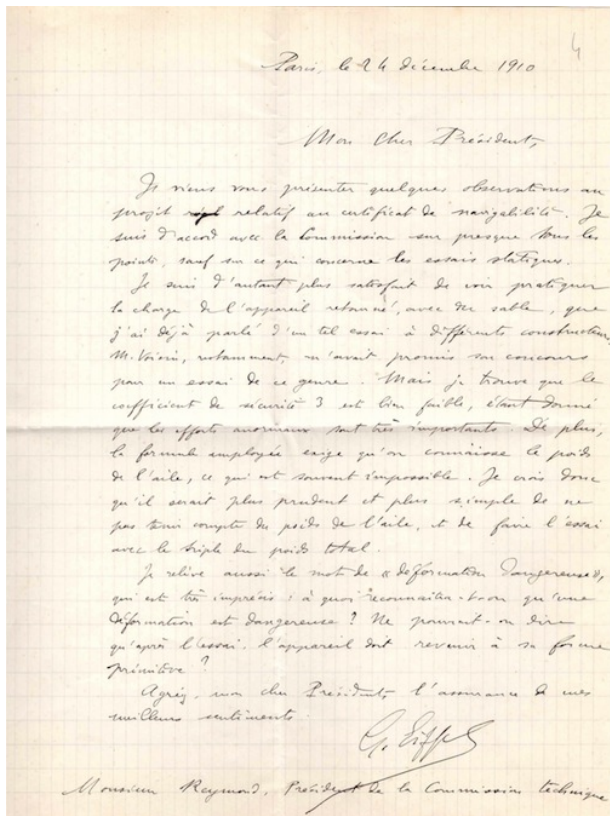 4
Paris, le 24 décembre 1910
Mon cher Président,
Je viens vous présenter quelques observations au
projet relatif au certificat de navigabilité. Je
suis d'accord avec la Commission sur presque tous les
points, sauf sur ce qui concerne les essais statiques.
Je suis d'autant plus satisfait de voir pratiquer
la charge de l'appareil retourné, avec du sable, que
j'ai déjà parlé d'un tel essai à différents constructeurs.
M. Voisin, notamment, m'avait promis son concours
pour un essai de ce genre. Mais je trouve que le
coefficient de sécurité 3 est bien faible, étant donné
que les efforts anormaux sont très importants. De plus,
la formule employée exige qu'on connaisse le poids
de l'aile, ce qui est souvent impossible. Je crois donc
qu'il serait plus prudent et plus simple de ne
pas tenir compte du poids de l'aile, et de faire l'essai
avec le triple du poids total.
Je relève aussi le mot de « déformation dangereuse »,
qui est très imprécis : à quoi reconnaîtra-t-on qu'une
déformation est dangereuse ? Ne pourrait-on dire
qu'après l'essai, l'appareil doit revenir à sa forme
primitive ?
Agréez, mon cher Président, l'assurance de mes
meilleurs sentiments.
G. Eiffel
Monsieur Reymond, Président de la Commission technique